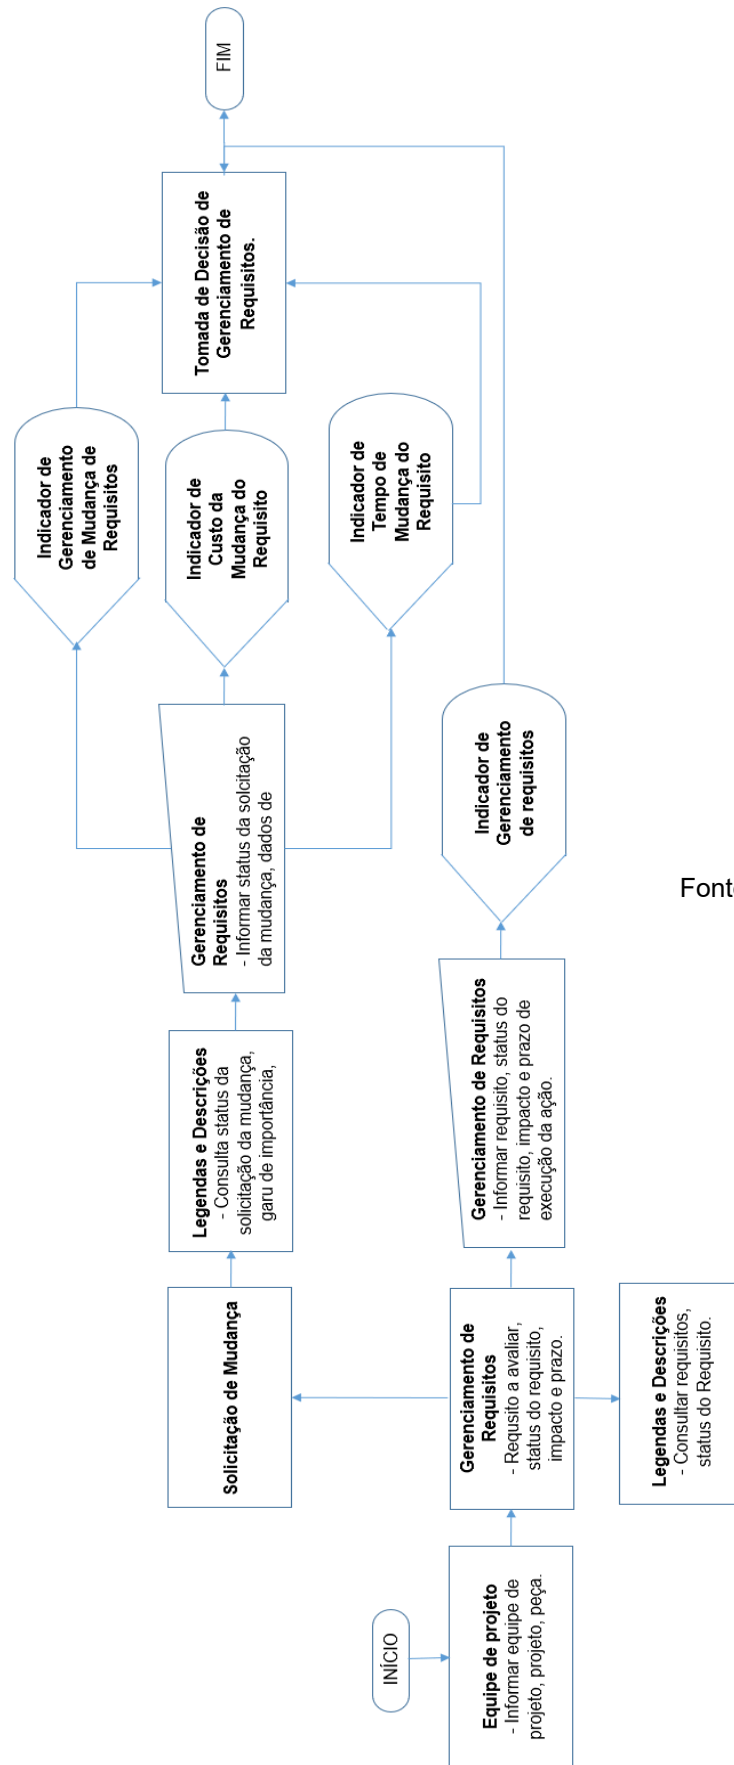 INÍCIO
Equipe de projeto
- Informar equipe de
projeto, projeto, peça.
Gerenciamento de
Requisitos
- Requsito a avaliar,
status do requisito,
impacto e prazo.
Legendas e Descrições
- Consultar requisitos,
status do Requisito.
Solicitação de Mudança
Legendas e Descrições
- Consulta status da
solicitação da mudança,
garu de importância,
Gerenciamento de
Requisitos
- Informar status da solcitação
da mudança, dados de
Gerenciamento de Requisitos
- Informar requisito, status do
requisito, impacto e prazo de
execução da ação.
Indicador de
Gerenciamento
de Mudança de
Requisitos
Indicador de
Custo da
Mudança do
Requisito
Indicador de
Tempo de
Mudança do
Requisito
Indicador de
Gerenciamento
de requisitos
Tomada de Decisão de
Gerenciamento de
Requisitos.
FIM